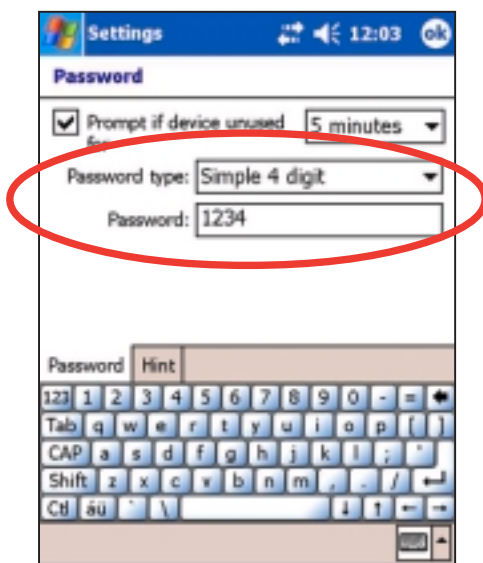 Settings 12:03 ok
Password
Prompt if device unused 5 minutes
for
Password type: Simple 4 digit
Password: 1234
Password Hint
123 1 2 3 4 5 6 7 8 9 0 - =
Tab q w e r t y u i o p [ ]
CAP a s d f g h j k l ; '
Shift z x c v b n m , . /
Ctl áü ` \